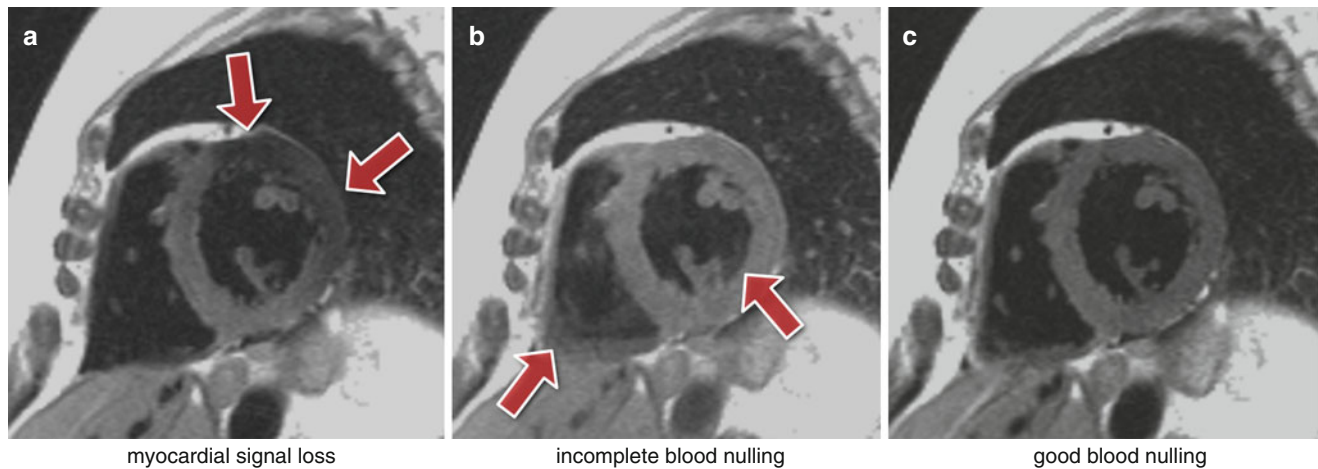 a
b
c
myocardial signal loss
incomplete blood nulling
good blood nulling